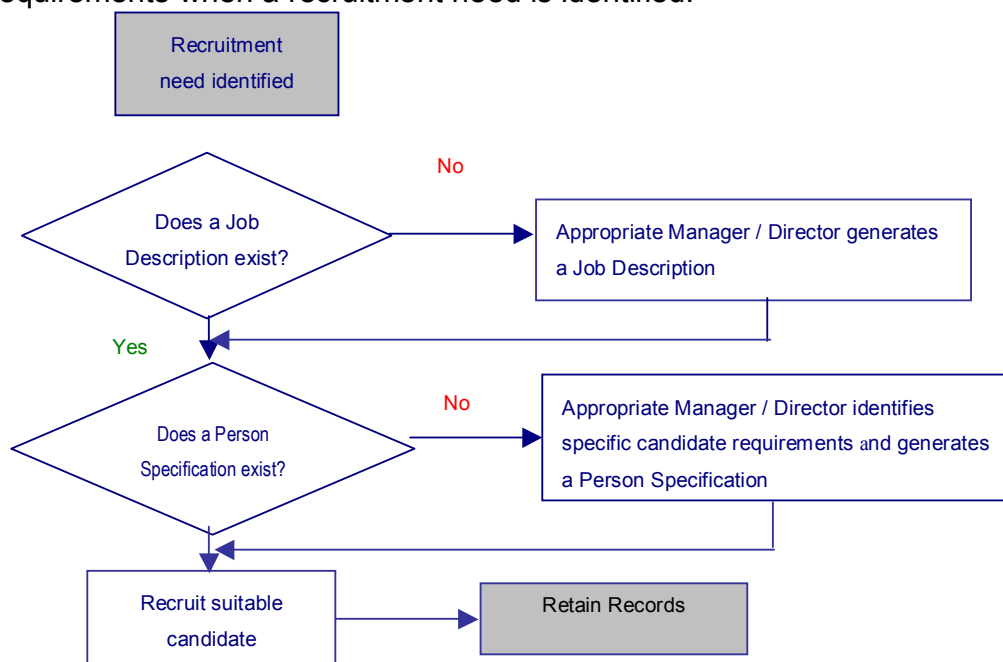 equirements when a recruitment need is identified.
Recruitment
need identified
No
Does a Job
Description exist?
Appropriate Manager / Director generates
a Job Description
Yes
No
Does a Person
Specification exist?
Appropriate Manager / Director identifies
specific candidate requirements and generates
a Person Specification
Recruit suitable
candidate
Retain Records